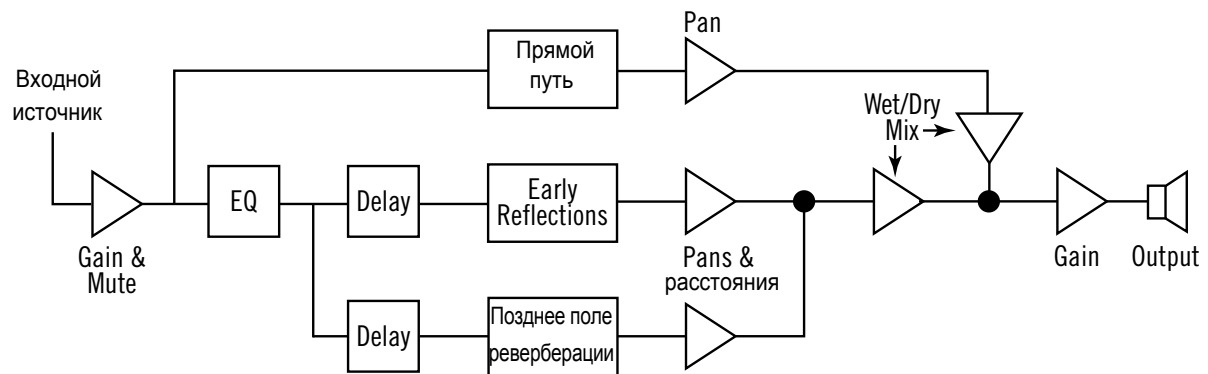 Pan
Прямой
путь
Входной
источник
Wet/Dry
Mix
EQ
Delay
Early
Reflections
Gain &
Mute
Pans &
расстояния
Gain
Output
Delay
Позднее поле
реверберации